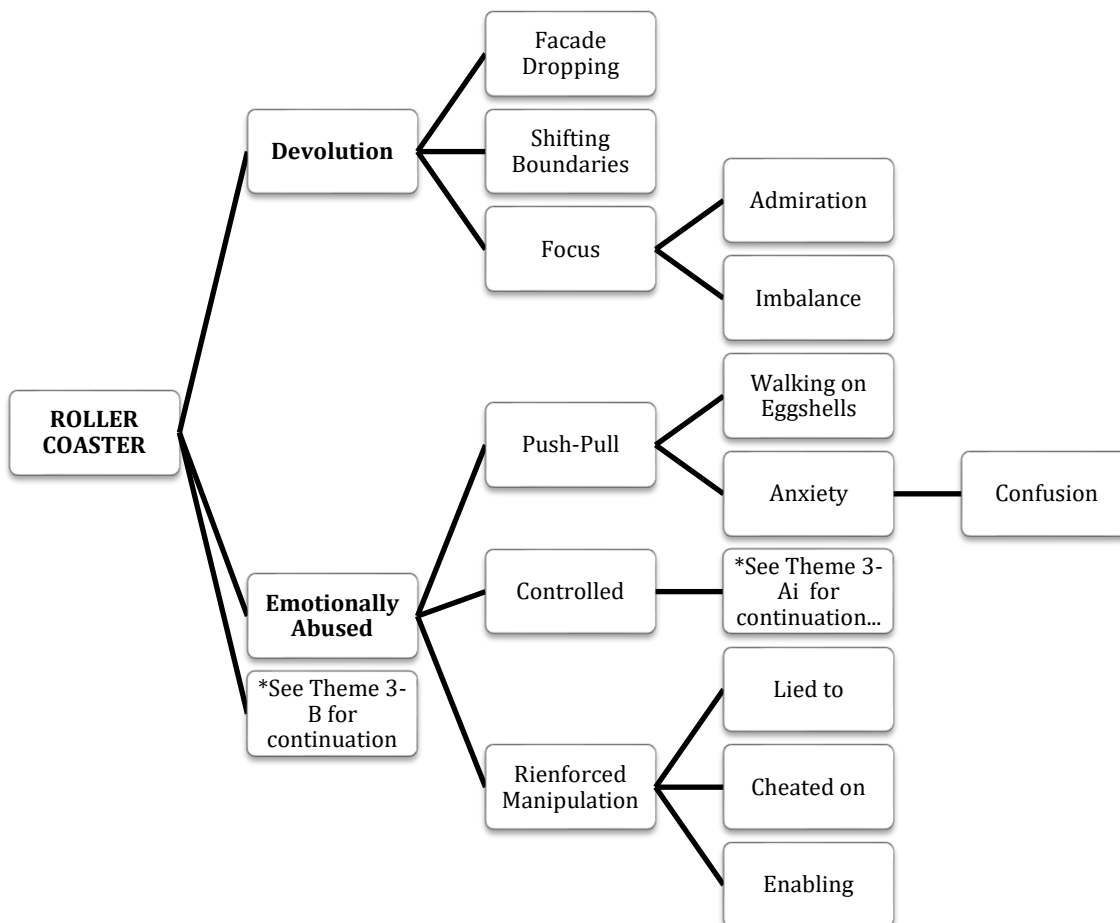 Facade
Dropping
Devolution
Shifting
Boundaries
Admiration
Focus
Imbalance
Walking on
Eggshells
ROLLER
COASTER
Push-Pull
Anxiety
Confusion
Controlled
*See Theme 3-
Ai for
continuation...
Emotionally
Abused
*See Theme 3-
B for
continuation
Lied to
Rienforced
Manipulation
Cheated on
Enabling